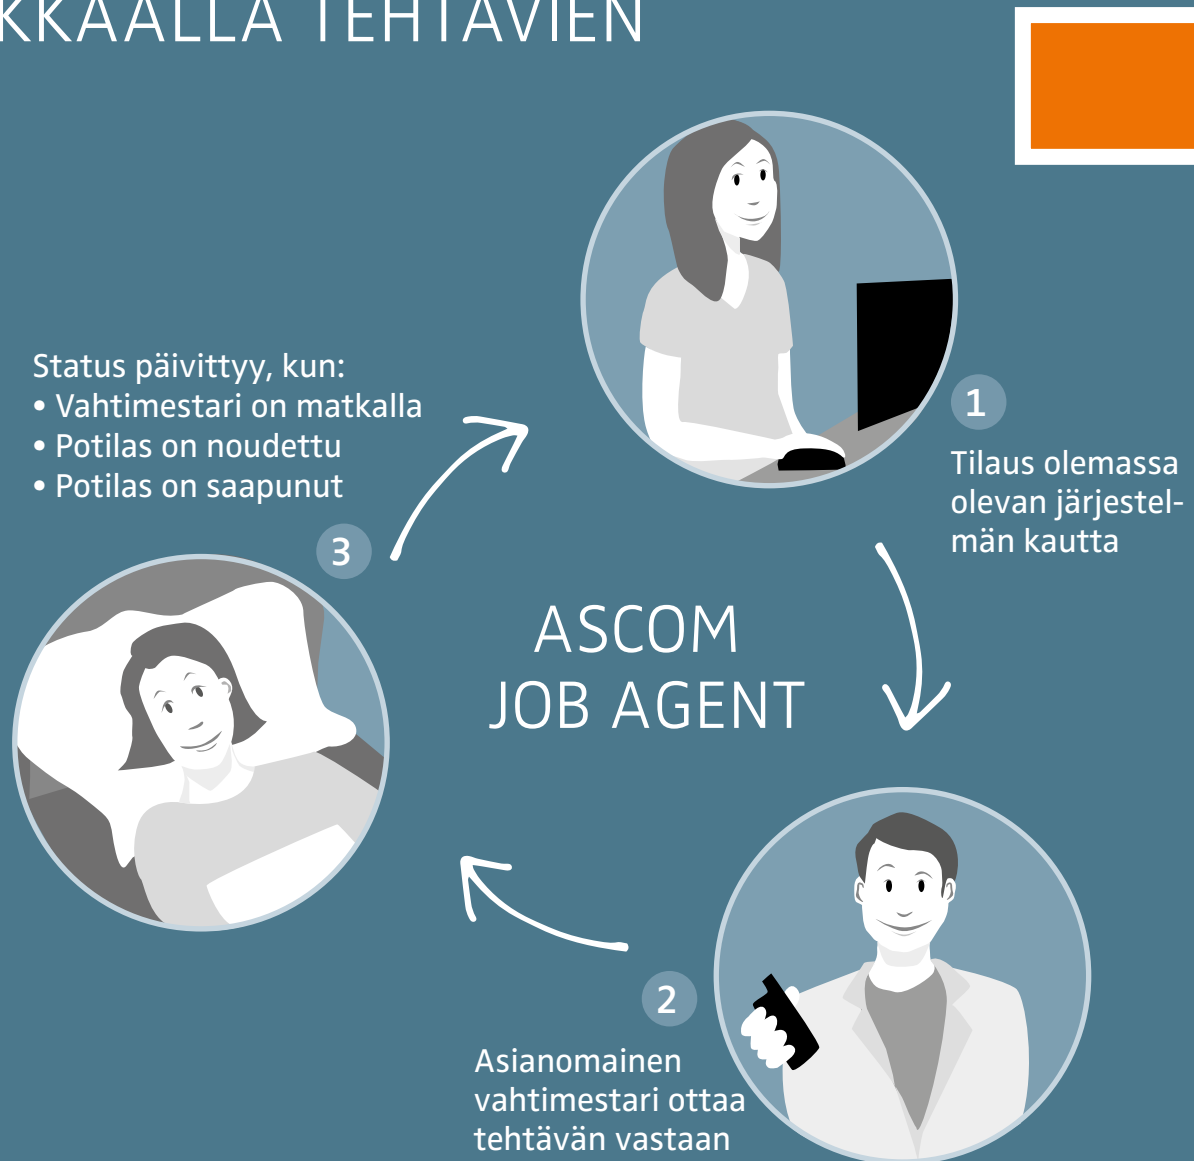 KKAALLA TEHTÄVIEN
1
Tilaus olemassa
olevan järjestel-
män kautta
ASCOM
JOB AGENT
2
Asianomainen
vahtimestari ottaa
tehtävän vastaan
3
Status päivittyy, kun:
• Vahtimestari on matkalla
• Potilas on noudettu
• Potilas on saapunut